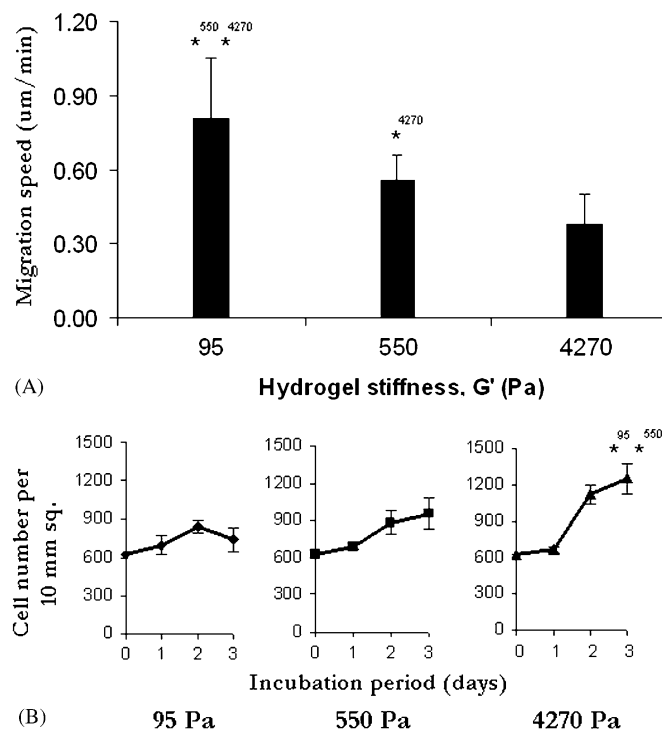 1.20
0.90
0.60
0.30
0.00
Migration speed (um/min)
*550 *4270
*4270
95 550 4270
(A) Hydrogel stiffness, G' (Pa)
1500
1200
900
600
300
0
Cell number per
10 mm sq.
0 1 2 3
1500
1200
900
600
300
0
0 1 2 3
1500
1200
900
600
300
0
*95 *550
0 1 2 3
Incubation period (days)
(B) 95 Pa 550 Pa 4270 Pa